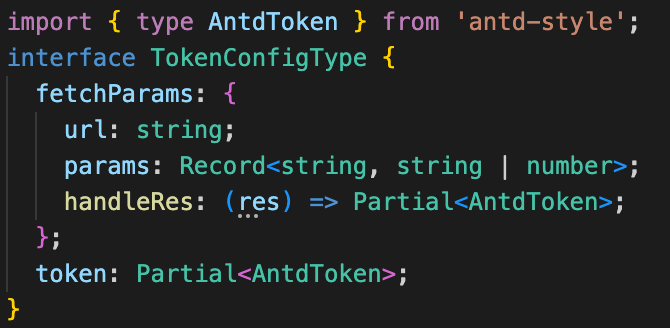 import { type AntdToken } from 'antd-style';
interface TokenConfigType {
  fetchParams: {
    url: string;
    params: Record<string, string | number>;
    handleRes: (res) => Partial<AntdToken>;
  };
  token: Partial<AntdToken>;
}